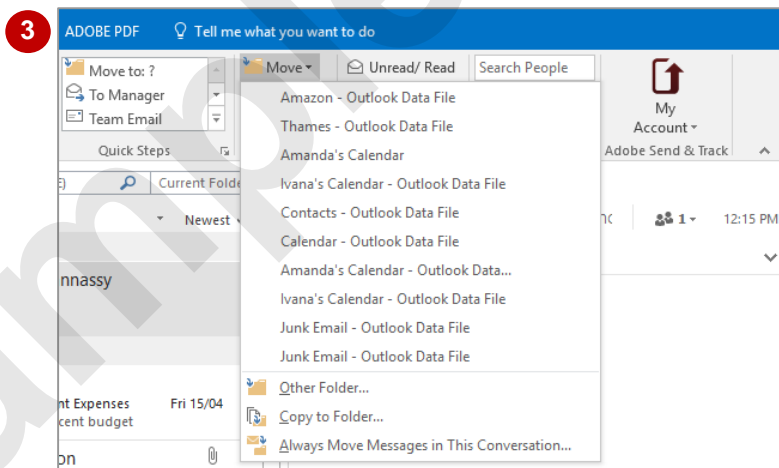 3
ADOBE PDF
Tell me what you want to do
Move to: ?
To Manager
Team Email
Quick Steps
Move
Unread/ Read
Search People
My
Account
Adobe Send & Track
Amazon - Outlook Data File
Thames - Outlook Data File
Amanda's Calendar
Ivana's Calendar - Outlook Data File
Contacts - Outlook Data File
Calendar - Outlook Data File
Amanda's Calendar - Outlook Data...
Ivana's Calendar - Outlook Data File
Junk Email - Outlook Data File
Junk Email - Outlook Data File
Other Folder...
Copy to Folder...
Always Move Messages in This Conversation...
Current Folde
Newest
1
12:15 PM
nnassy
nt Expenses
Fri 15/04
cent budget
on